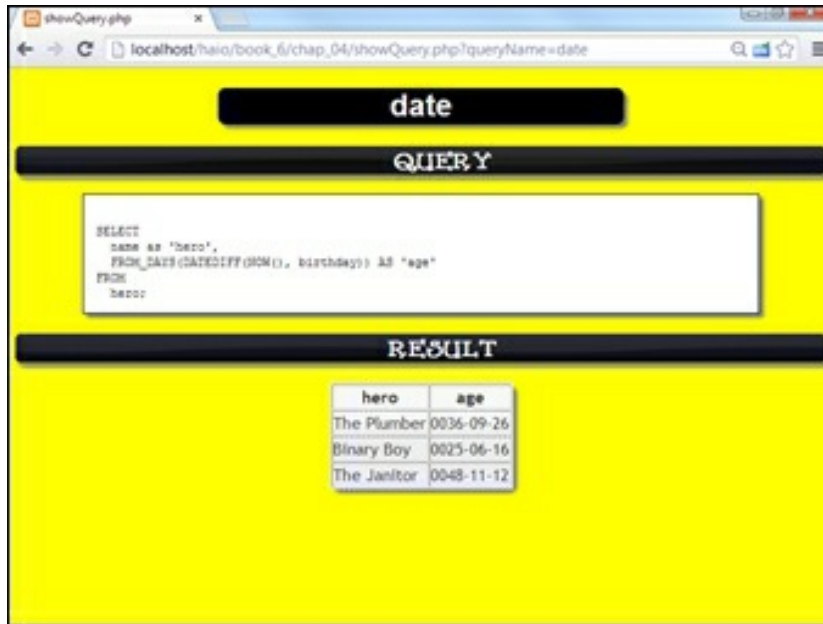 showQuery.php
localhost/haio/book_6/chap_04/showQuery.php?queryName=date
date
QUERY
SELECT
name as 'hero',
FROM_DAYS(DATEDIFF(NOW(), birthday)) AS 'age'
FROM
hero;
RESULT
hero age
The Plumber 0036-09-26
Binary Boy 0025-06-16
The Janitor 0048-11-12